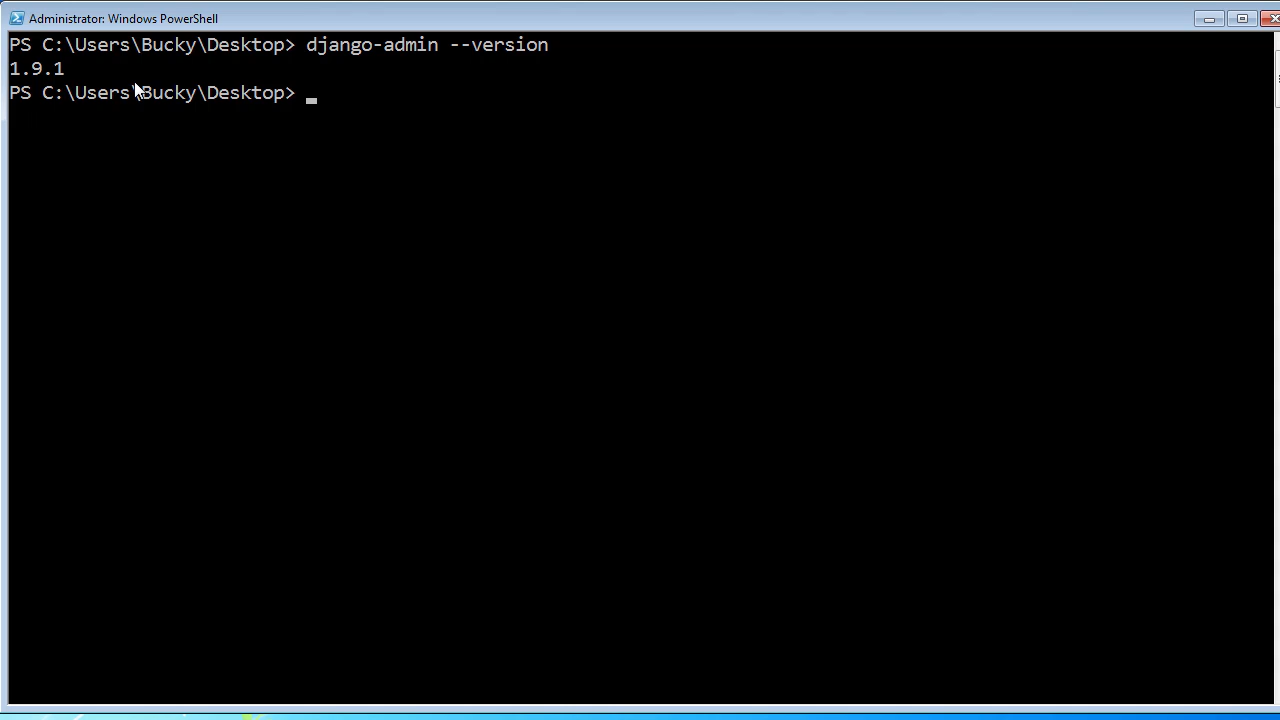 Administrator: Windows PowerShell
PS C:\Users\Bucky\Desktop> django-admin --version
1.9.1
PS C:\Users\Bucky\Desktop>